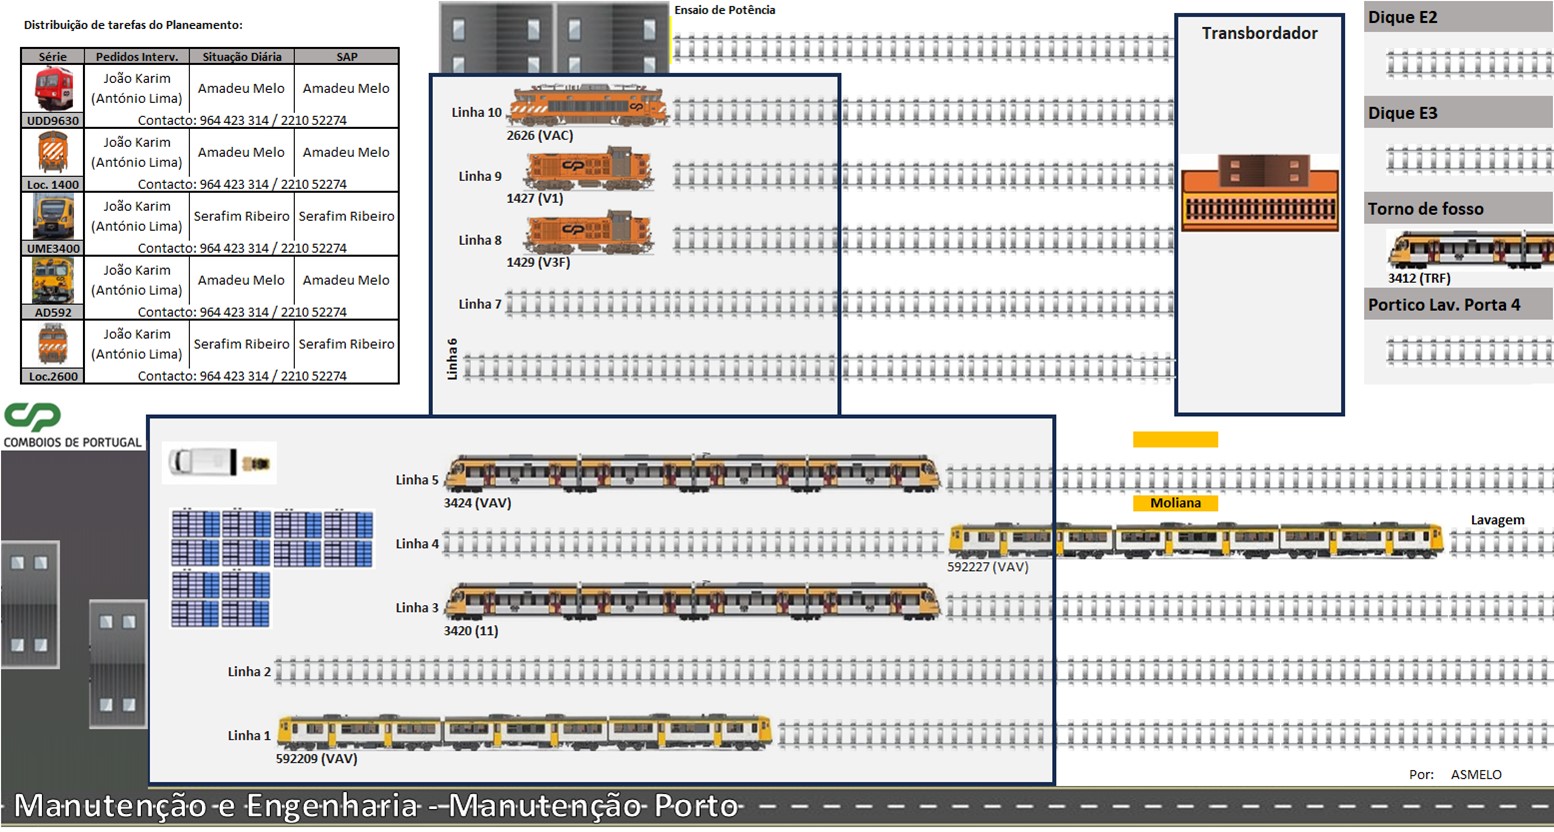 Distribuição de tarefas do Planeamento:
Série Pedidos Interv. Situação Diária SAP
João Karim
(António Lima) Amadeu Melo Amadeu Melo
UDD9630 Contacto: 964 423 314 / 2210 52274
João Karim
(António Lima) Amadeu Melo Amadeu Melo
Loc. 1400 Contacto: 964 423 314 / 2210 52274
João Karim
(António Lima) Serafim Ribeiro Serafim Ribeiro
UME3400 Contacto: 964 423 314 / 2210 52274
João Karim
(António Lima) Amadeu Melo Amadeu Melo
AD592 Contacto: 964 423 314 / 2210 52274
João Karim
(António Lima) Serafim Ribeiro Serafim Ribeiro
Loc.2600 Contacto: 964 423 314 / 2210 52274
CP
COMBOIOS DE PORTUGAL
Ensaio de Potência
Linha 10
2626 (VAC)
Linha 9
1427 (V1)
Linha 8
1429 (V3F)
Linha 7
Linha 6
Transbordador
Dique E2
Dique E3
Torno de fosso
3412 (TRF)
Portico Lav. Porta 4
Linha 5
3424 (VAV)
Moliana
Linha 4
592227 (VAV)
Lavagem
Linha 3
3420 (11)
Linha 2
Linha 1
592209 (VAV)
Por: ASMELO
Manutenção e Engenharia - Manutenção Porto